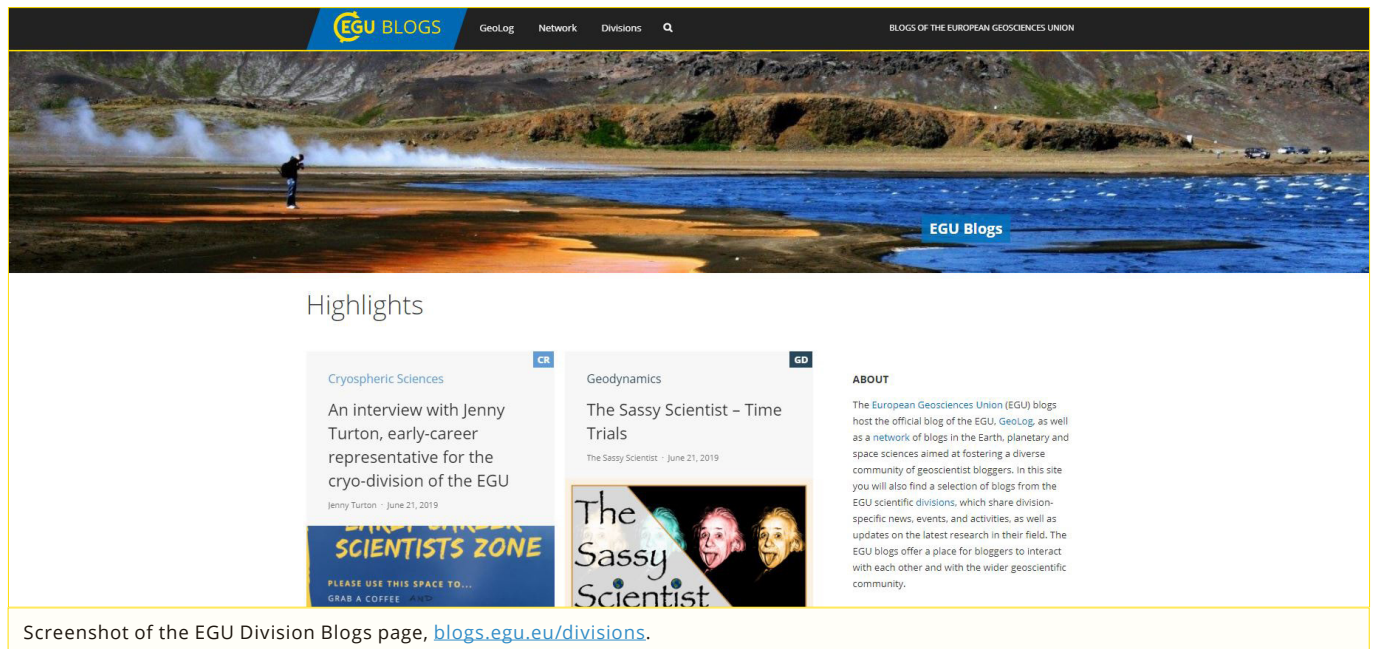 EGU BLOGS
GeoLog Network Divisions
BLOGS OF THE EUROPEAN GEOSCIENCES UNION
EGU Blogs
Highlights
CR
Cryospheric Sciences
An interview with Jenny
Turton, early-career
representative for the
cryo-division of the EGU
Jenny Turton · June 21, 2019
EARLY CAREER
SCIENTISTS ZONE
PLEASE USE THIS SPACE TO...
GRAB A COFFEE AND
GD
Geodynamics
The Sassy Scientist – Time
Trials
The Sassy Scientist · June 21, 2019
The
Sassy
Scientist
ABOUT
The European Geosciences Union (EGU) blogs
host the official blog of the EGU, GeoLog, as well
as a network of blogs in the Earth, planetary and
space sciences aimed at fostering a diverse
community of geoscientist bloggers. In this site
you will also find a selection of blogs from the
EGU scientific divisions, which share division-
specific news, events, and activities, as well as
updates on the latest research in their field. The
EGU blogs offer a place for bloggers to interact
with each other and with the wider geoscientific
community.
Screenshot of the EGU Division Blogs page, blogs.egu.eu/divisions.